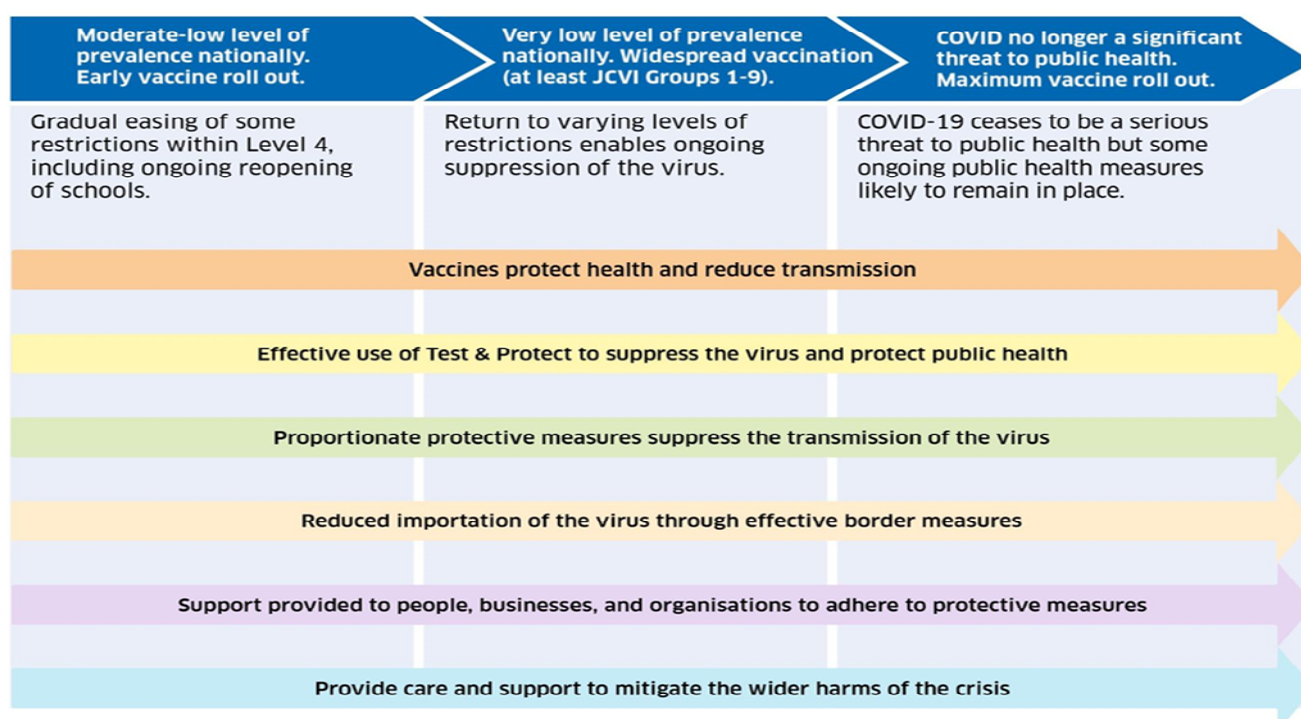 Moderate-low level of
prevalence nationally.
Early vaccine roll out.
Very low level of prevalence
nationally. Widespread vaccination
(at least JCVI Groups 1-9).
COVID no longer a significant
threat to public health.
Maximum vaccine roll out.
Gradual easing of some
restrictions within Level 4,
including ongoing reopening
of schools.
Return to varying levels of
restrictions enables ongoing
suppression of the virus.
COVID-19 ceases to be a serious
threat to public health but some
ongoing public health measures
likely to remain in place.
Vaccines protect health and reduce transmission
Effective use of Test & Protect to suppress the virus and protect public health
Proportionate protective measures suppress the transmission of the virus
Reduced importation of the virus through effective border measures
Support provided to people, businesses, and organisations to adhere to protective measures
Provide care and support to mitigate the wider harms of the crisis